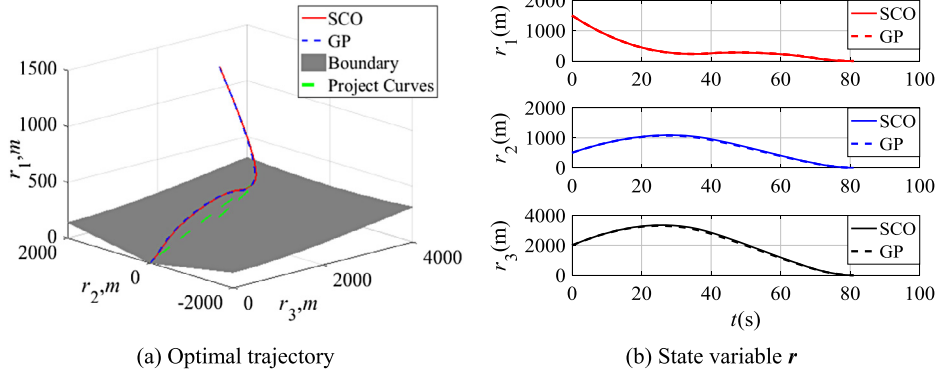 SCO
GP
Boundary
Project Curves
1500
1000
500
0
r1,m
2000
0
-2000
r2,m
0
2000
4000
r3,m
(a) Optimal trajectory
2000
1000
0
r1(m)
SCO
GP
0 20 40 60 80 100
2000
1000
0
r2(m)
SCO
GP
0 20 40 60 80 100
4000
2000
0
r3(m)
SCO
GP
0 20 40 60 80 100
t(s)
(b) State variable r